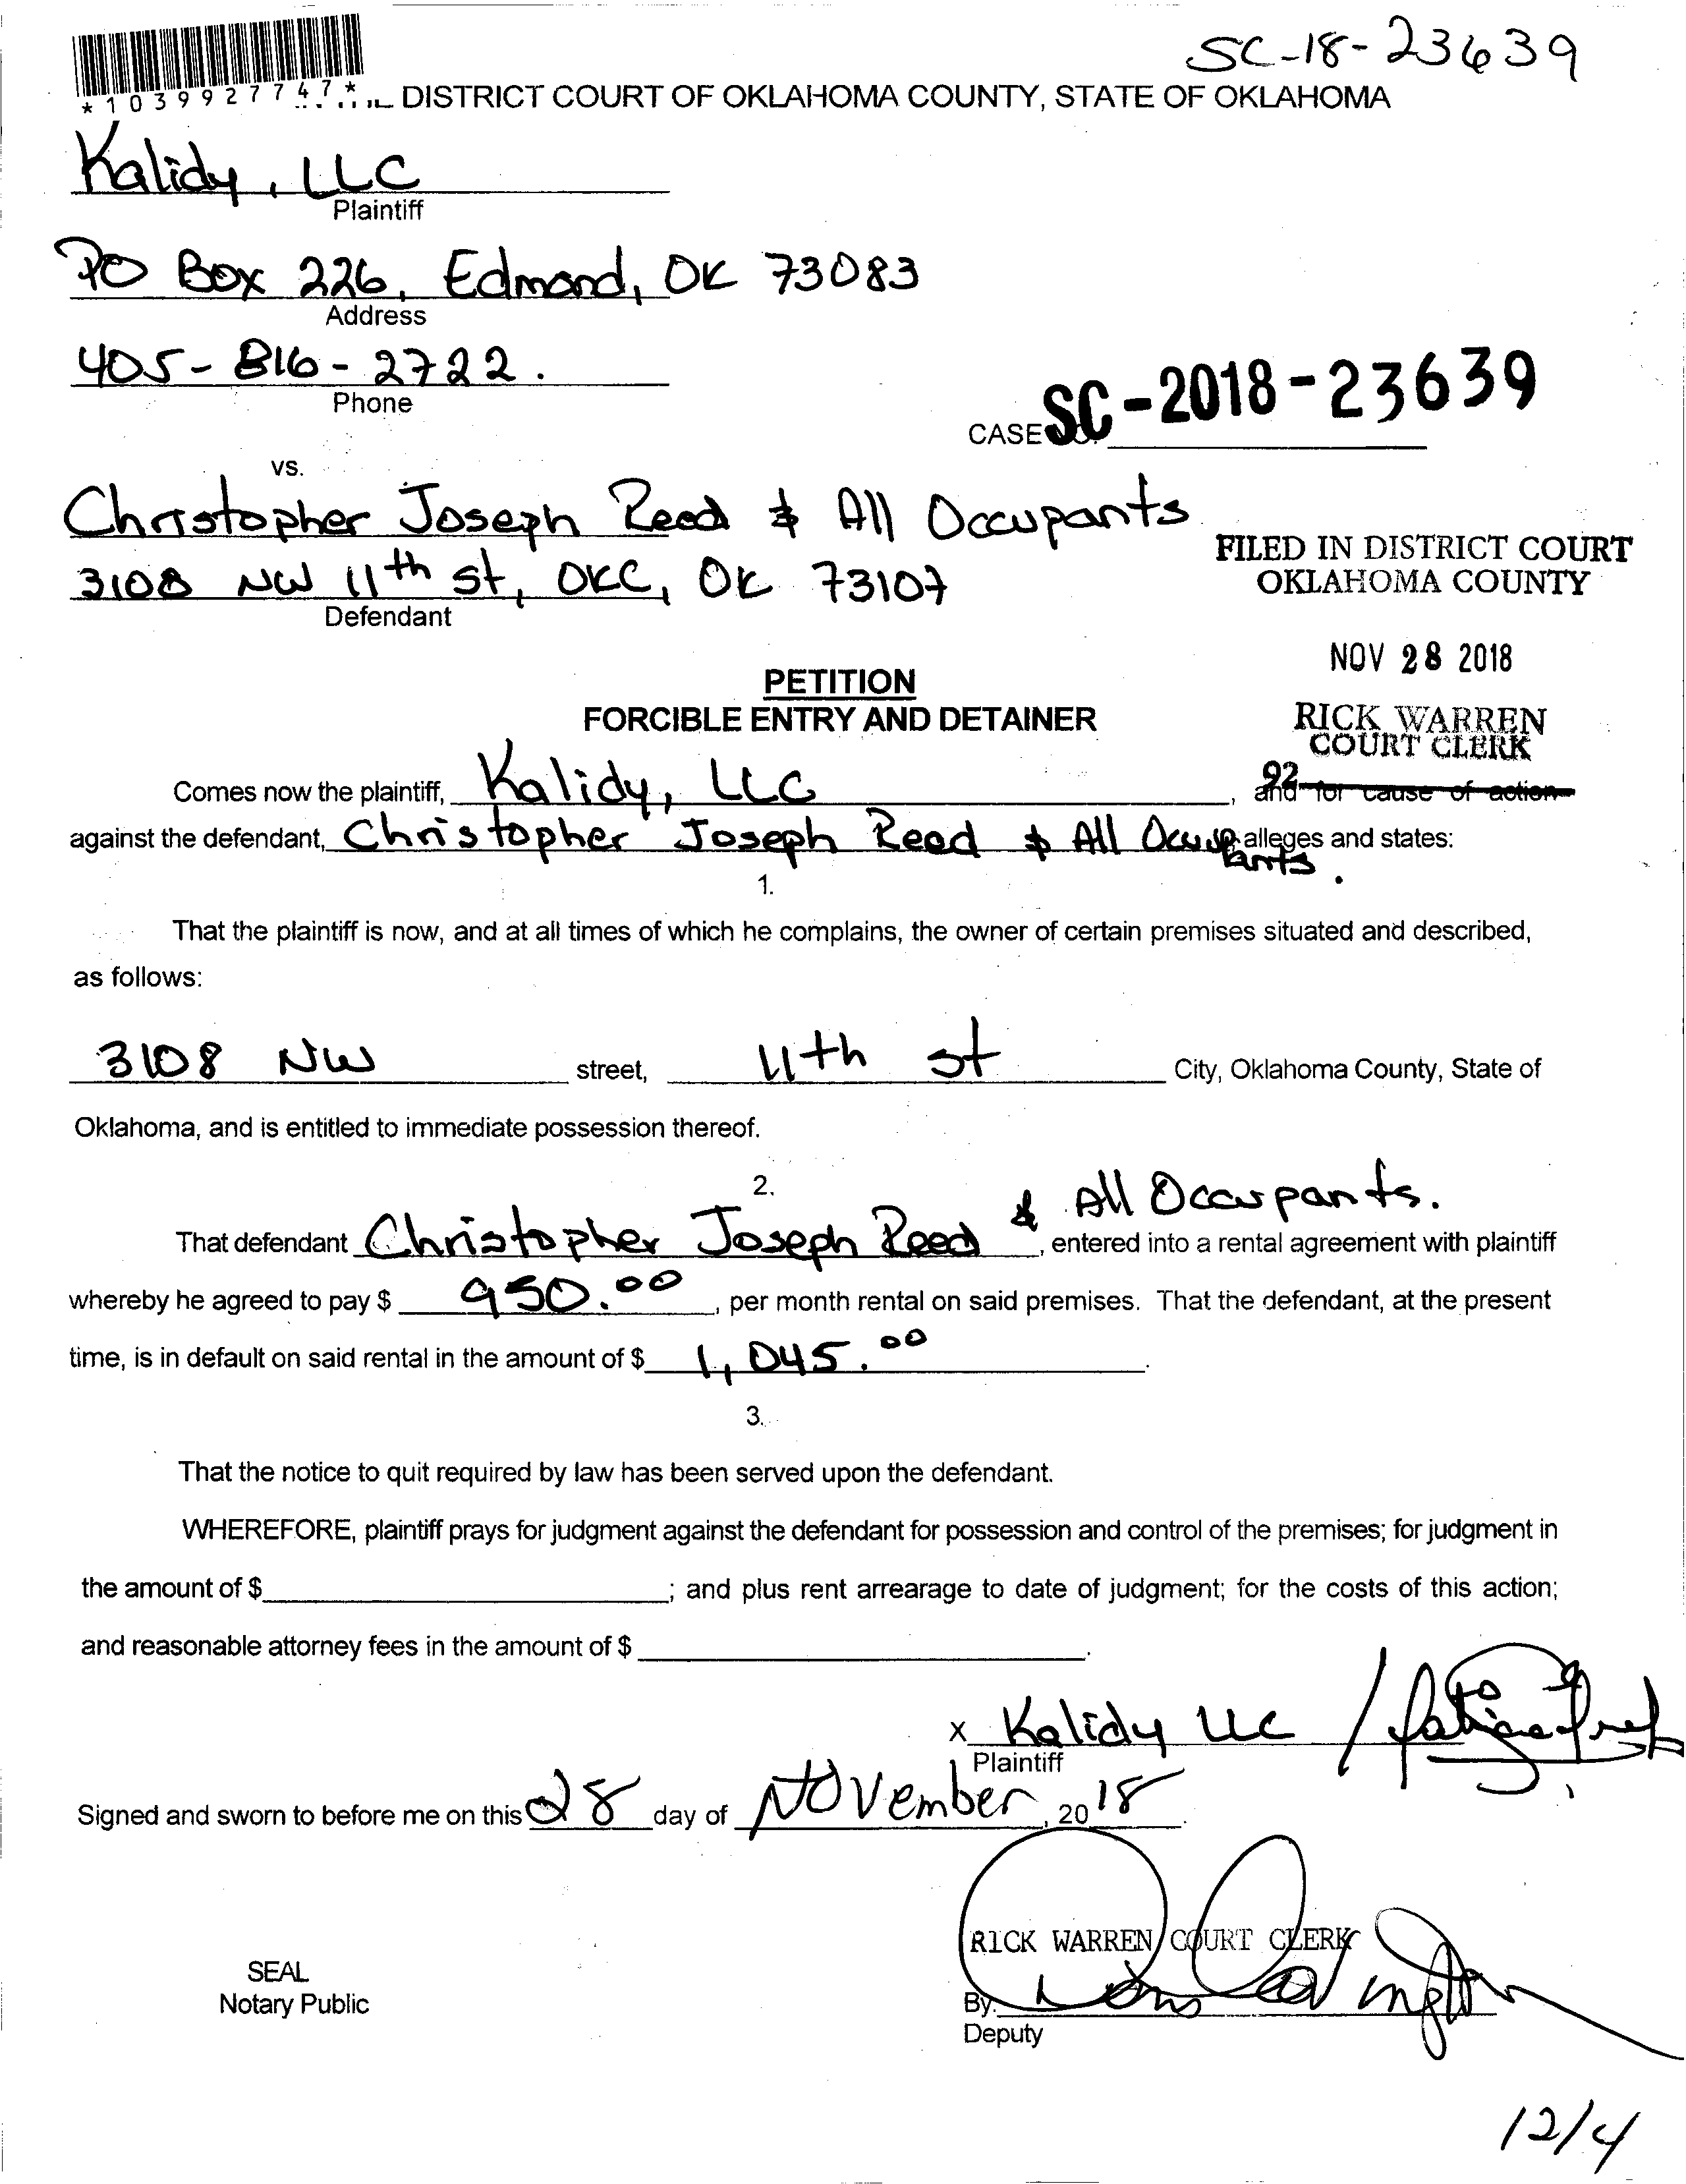 SC-18-23639
*1039927747*
DISTRICT COURT OF OKLAHOMA COUNTY, STATE OF OKLAHOMA
Kalidy, LLC
Plaintiff
PO Box 226, Edmond, OK 73083
Address
405-816-2722.
Phone
CASE NO. SC-2018-23639
vs.
Christopher Joseph Reed & All Occupants
3108 NW 11th St, OKC, OK 73107
Defendant
FILED IN DISTRICT COURT
OKLAHOMA COUNTY
NOV 28 2018
RICK WARREN
COURT CLERK
92
PETITION
FORCIBLE ENTRY AND DETAINER
Comes now the plaintiff, Kalidy, LLC, and for cause of action
against the defendant, Christopher Joseph Reed & All Occupants. alleges and states:
1.
That the plaintiff is now, and at all times of which he complains, the owner of certain premises situated and described,
as follows:
3108 NW street, 11th St City, Oklahoma County, State of
Oklahoma, and is entitled to immediate possession thereof.
2.
That defendant Christopher Joseph Reed & All Occupants., entered into a rental agreement with plaintiff
whereby he agreed to pay $ 950.00, per month rental on said premises. That the defendant, at the present
time, is in default on said rental in the amount of $ 1,045.00.
3.
That the notice to quit required by law has been served upon the defendant.
WHEREFORE, plaintiff prays for judgment against the defendant for possession and control of the premises; for judgment in
the amount of $ ; and plus rent arrearage to date of judgment; for the costs of this action;
and reasonable attorney fees in the amount of $ .
X Kalidy LLC /
Plaintiff
Signed and sworn to before me on this 28 day of November, 2018.
RICK WARREN COURT CLERK
SEAL
Notary Public
By:
Deputy
12/4